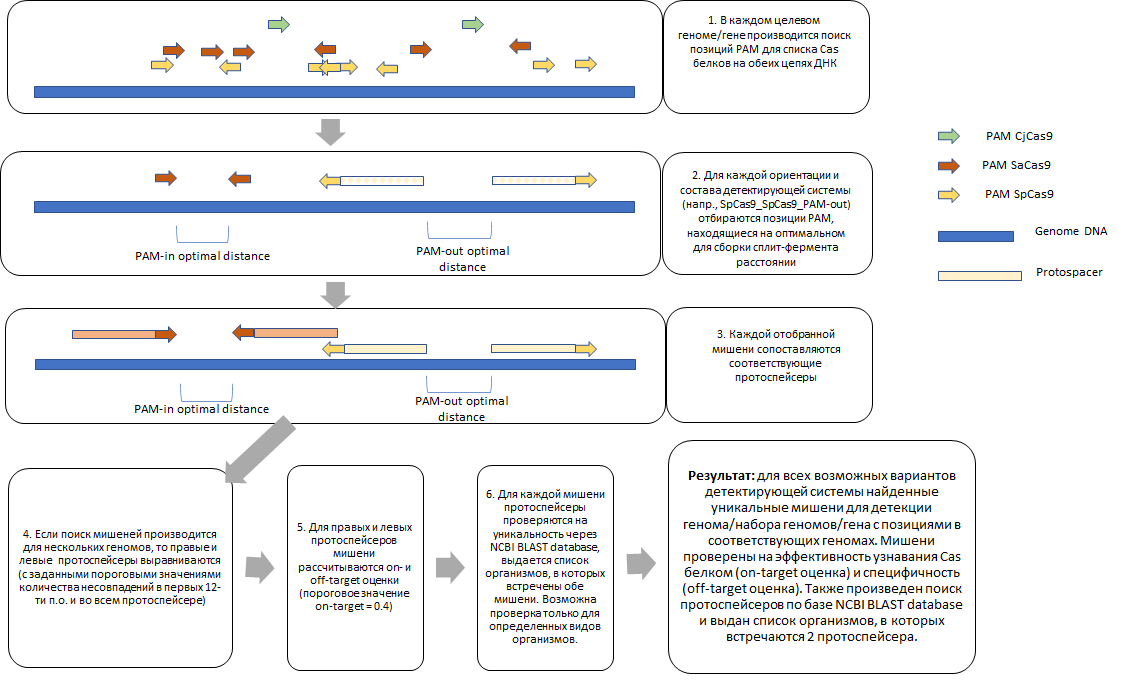 1. В каждом целевом
геноме/гене производится поиск
позиций PAM для списка Cas
белков на обеих цепях ДНК
PAM CjCas9
PAM SaCas9
PAM SpCas9
Genome DNA
Protospacer
PAM-in optimal distance
PAM-out optimal
distance
2. Для каждой ориентации и
состава детектирующей системы
(напр., SpCas9_SpCas9_PAM-out)
отбираются позиции PAM,
находящиеся на оптимальном
для сборки сплит-фермента
расстоянии
PAM-in optimal distance
PAM-out optimal
distance
3. Каждой отобранной
мишени сопоставляются
соответствующие
протоспейсеры
4. Если поиск мишеней производится
для нескольких геномов, то правые и
левые протоспейсеры выравниваются
(с заданными пороговыми значениями
количества несовпадений в первых 12-
ти п.о. и во всем протоспейсере)
5. Для правых и левых
протоспейсеров
мишени
рассчитываются on- и
off-target оценки
(пороговое значение
on-target = 0.4)
6. Для каждой мишени
протоспейсеры
проверяются на
уникальность через
NCBI BLAST database,
выдается список
организмов, в которых
встречены обе
мишени. Возможна
проверка только для
определенных видов
организмов.
Результат: для всех возможных вариантов
детектирующей системы найденные
уникальные мишени для детекции
генома/набора геномов/гена с позициями в
соответствующих геномах. Мишени
проверены на эффективность узнавания Cas
белком (on-target оценка) и специфичность
(off-target оценка). Также произведен поиск
протоспейсеров по базе NCBI BLAST database
и выдан список организмов, в которых
встречаются 2 протоспейсера.